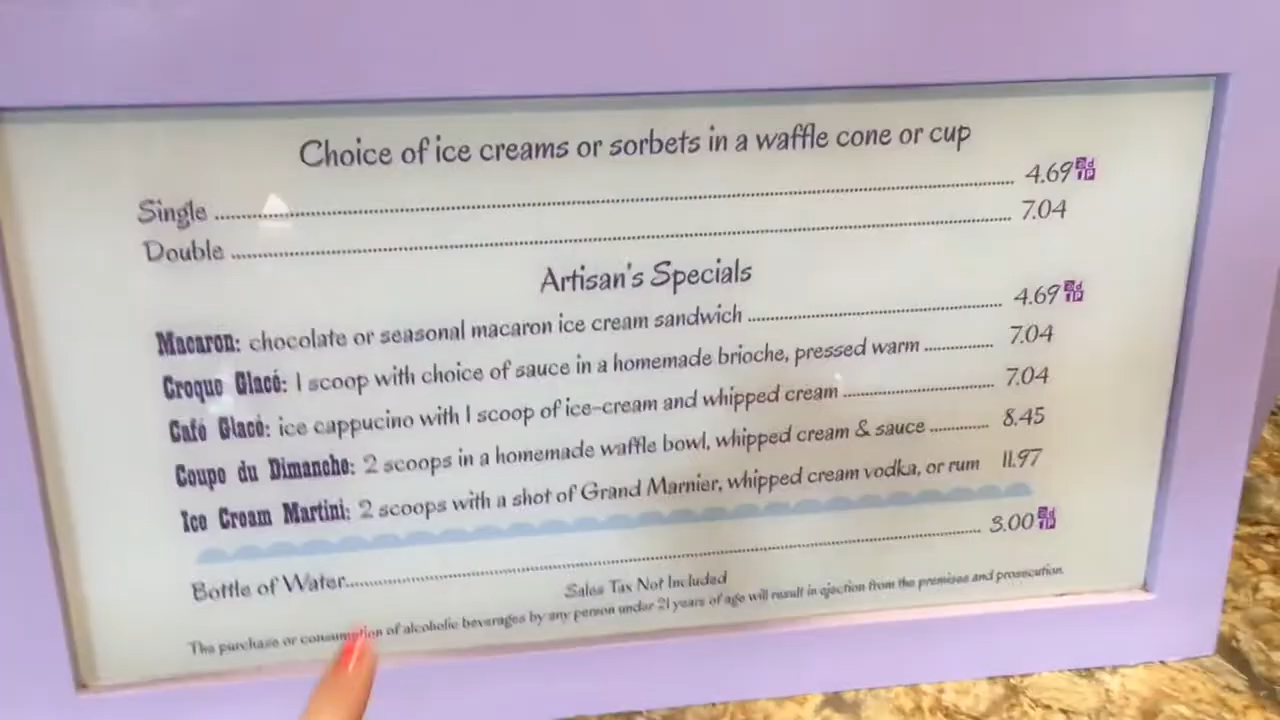 Choice of ice creams or sorbets in a waffle cone or cup
Single ........ 4.69
Double ........ 7.04
Artisan's Specials
Macaron: chocolate or seasonal macaron ice cream sandwich ........ 4.69
Croque Glacé: 1 scoop with choice of sauce in a homemade brioche, pressed warm ........ 7.04
Café Glacé: ice cappucino with 1 scoop of ice-cream and whipped cream ........ 7.04
Coupe du Dimanche: 2 scoops in a homemade waffle bowl, whipped cream & sauce ........ 8.45
Ice Cream Martini: 2 scoops with a shot of Grand Marnier, whipped cream vodka, or rum 11.97
Bottle of Water ........ 3.00
Sales Tax Not Included
The purchase or consumption of alcoholic beverages by any person under 21 years of age will result in ejection from the premises and prosecution.